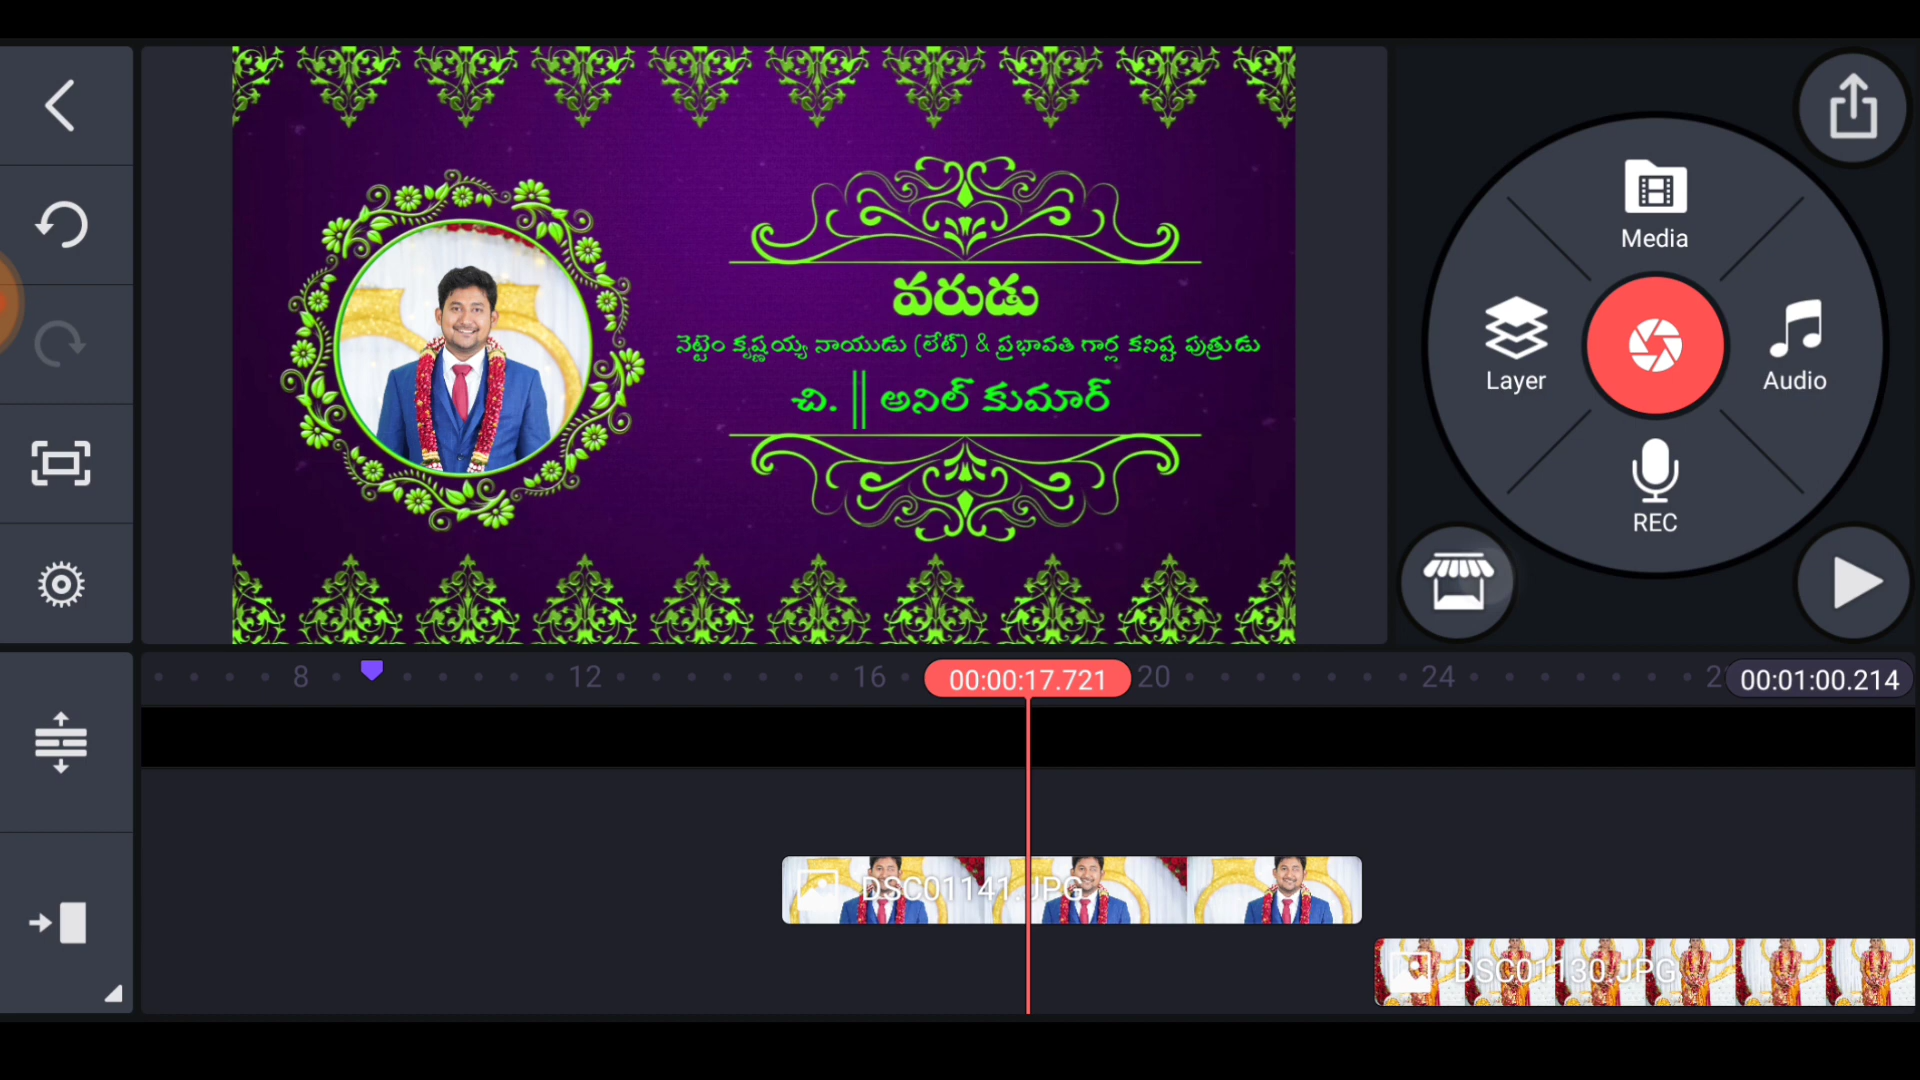 వరుడు
నెట్టెం కృష్ణయ్య నాయుడు (లేట్) & ప్రభావతి గార్ల కనిష్ట పుత్రుడు
చి. || అనిల్ కుమార్
Media
Layer
Audio
REC
8
12
16
00:00:17.721
20
24
00:01:00.214
DSC01141.JPG
DSC01130.JPG